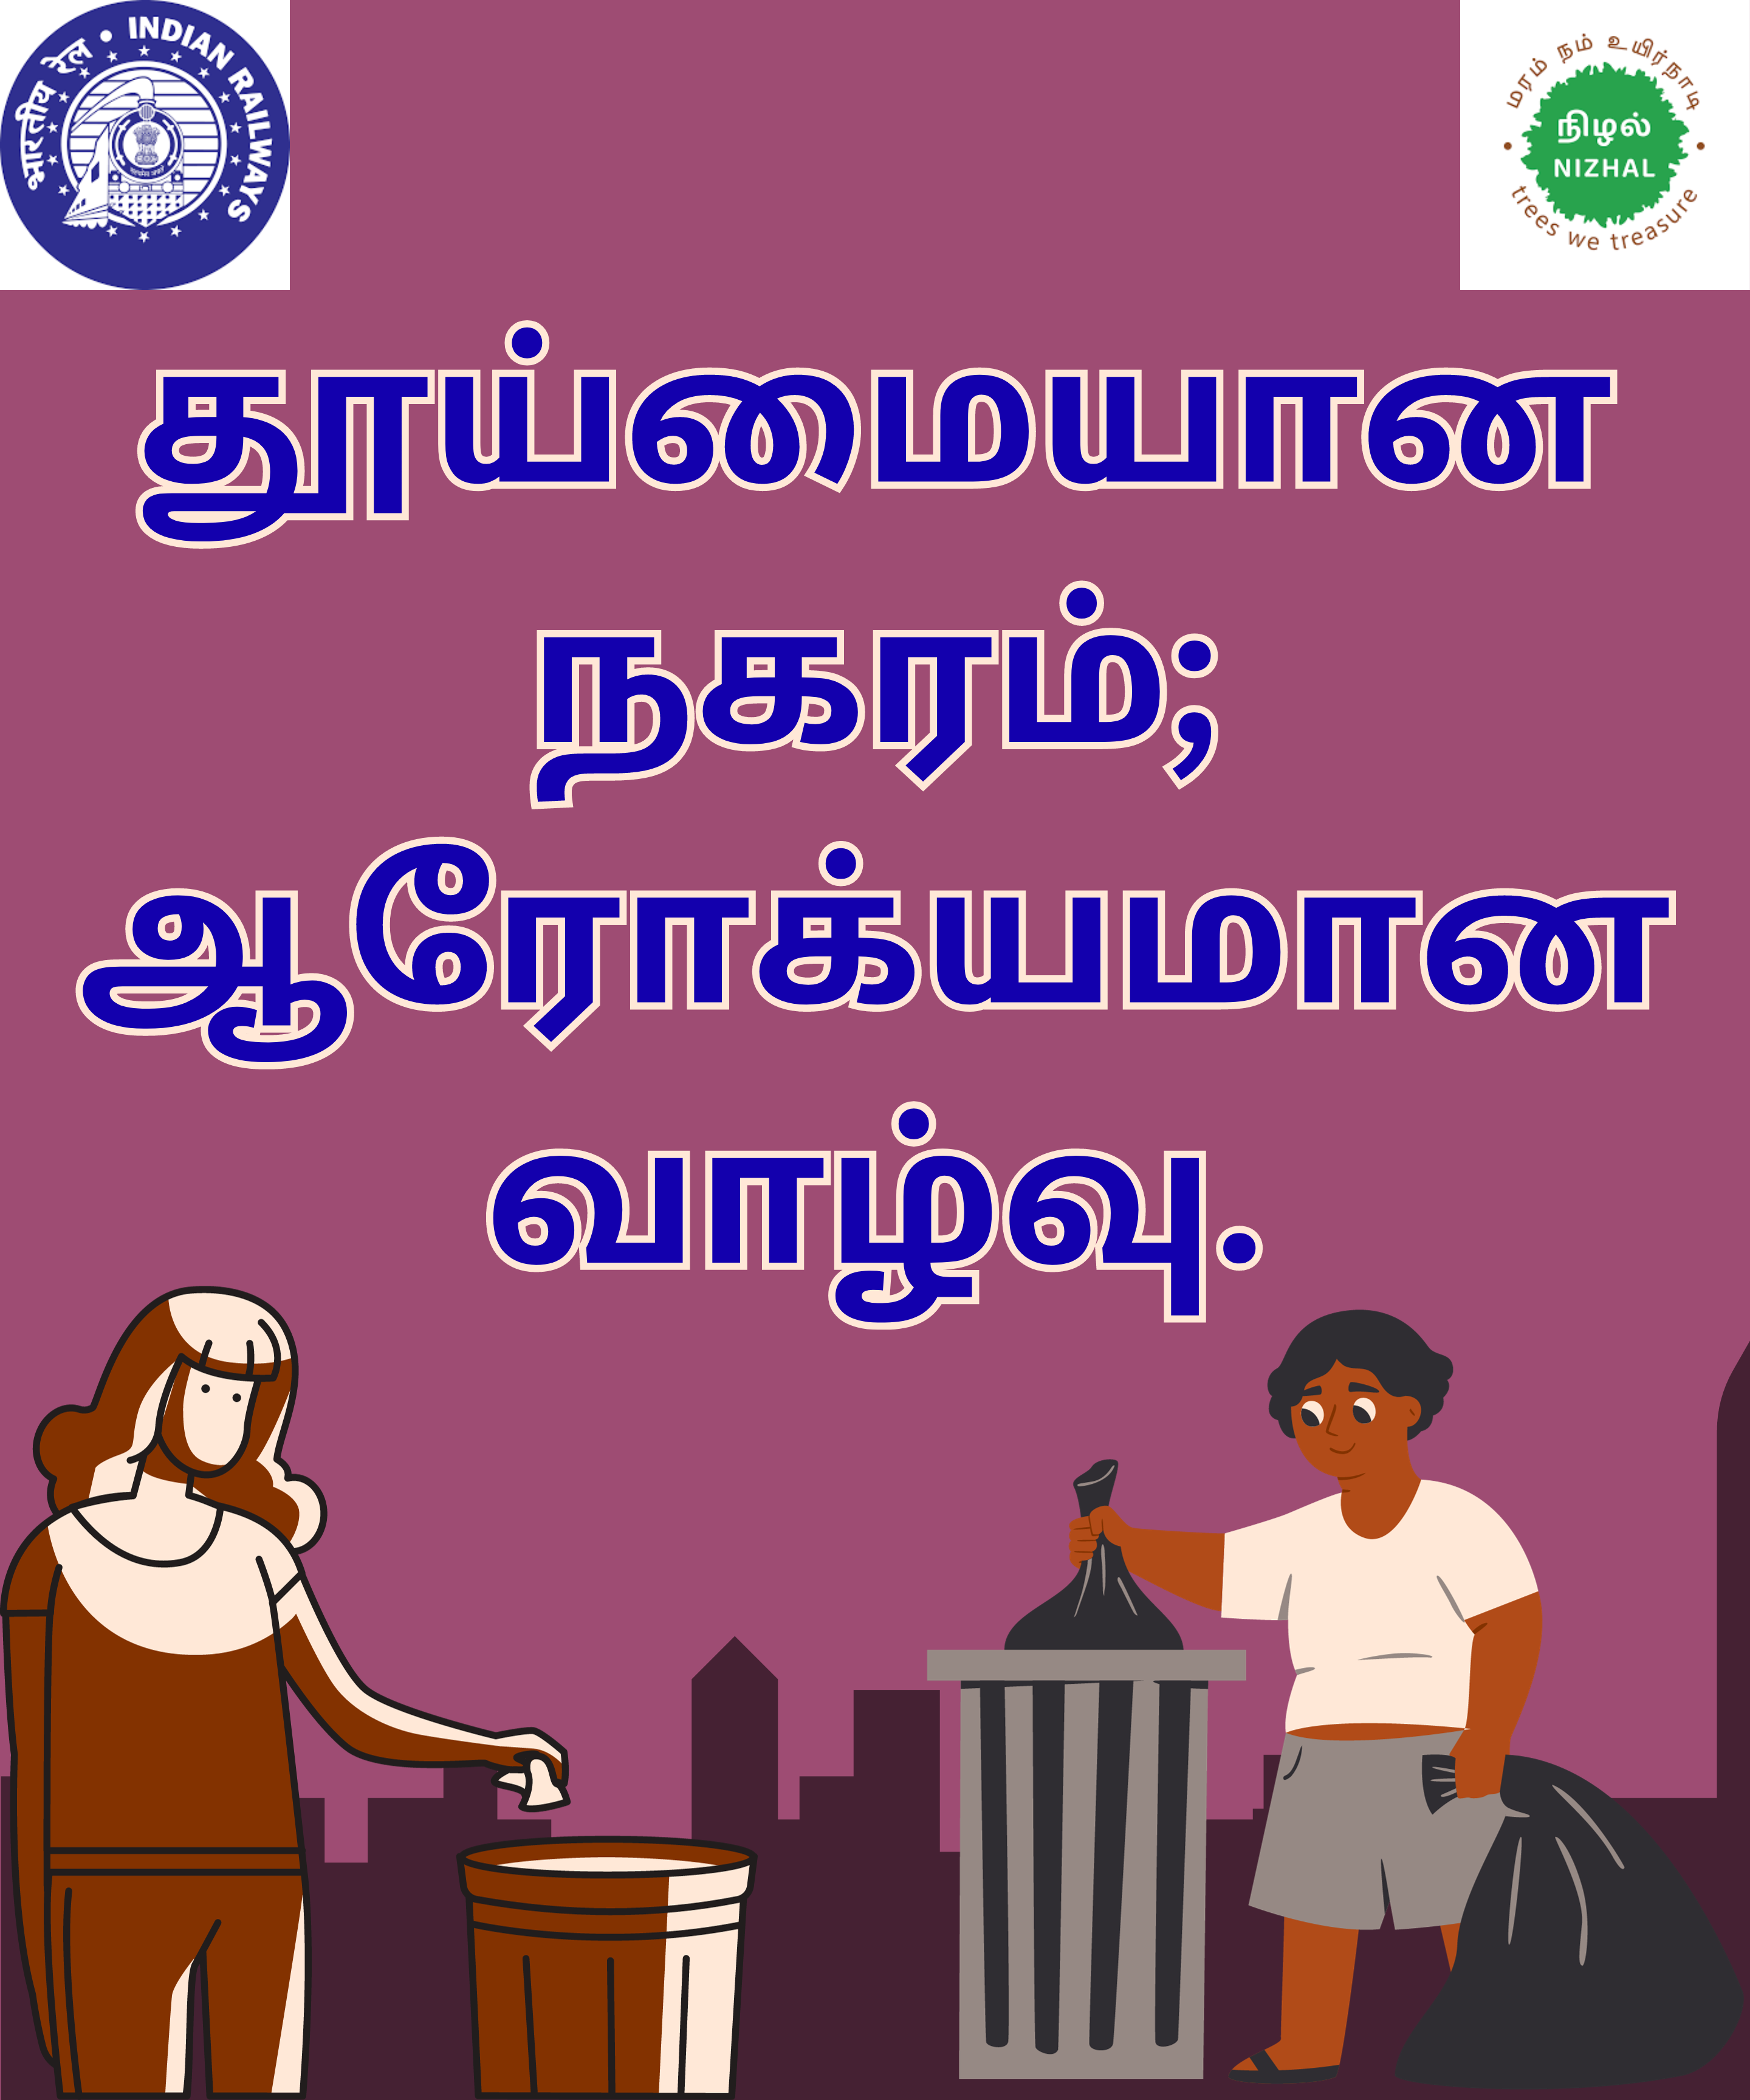 भारतीय रेल • INDIAN RAILWAYS
மரம் நம் உயிர்நாடி
நிழல்
NIZHAL
trees we treasure
தூய்மையான
நகரம்;
ஆரோக்யமான
வாழ்வு.